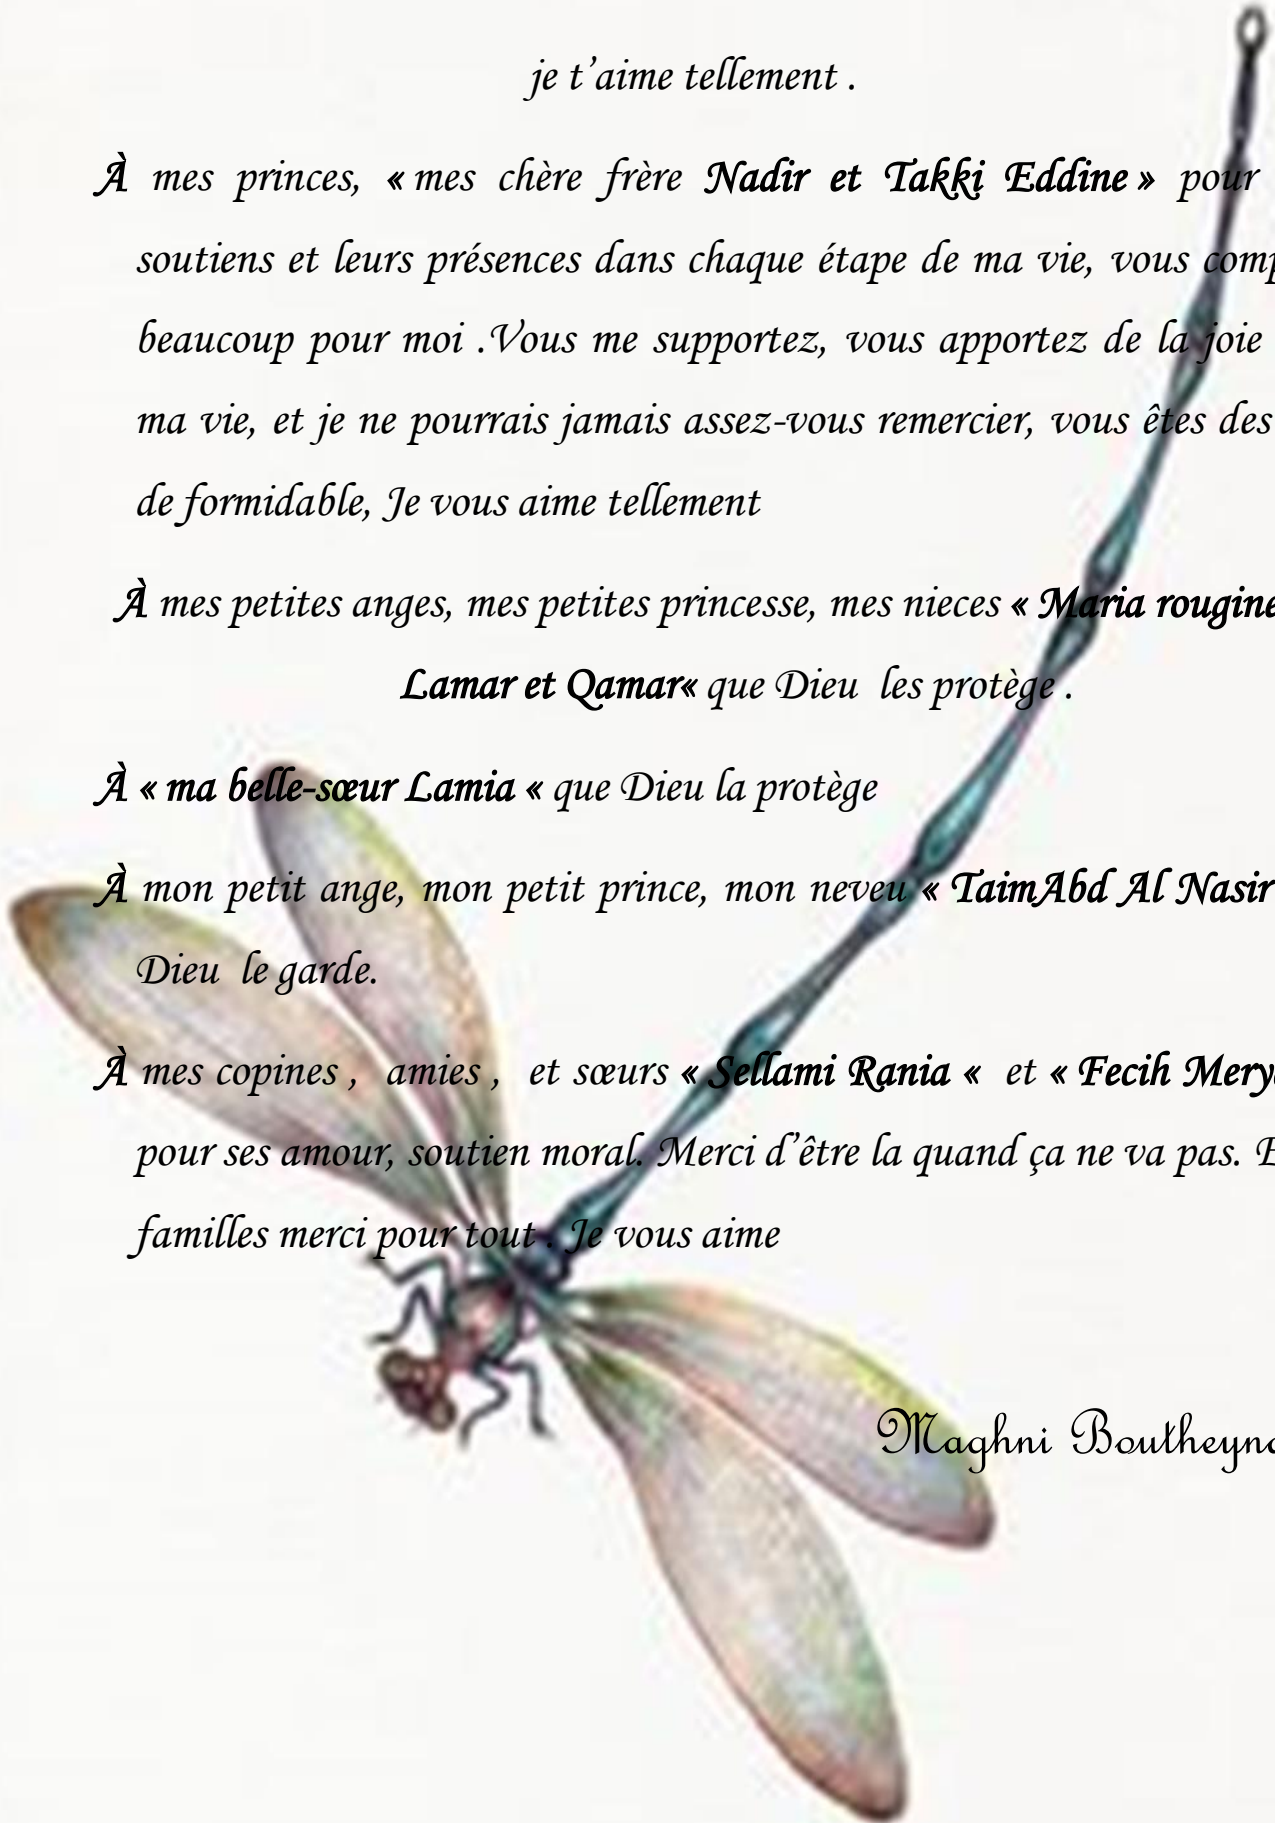 je t’aime tellement .
À mes princes, « mes chère frère Nadir et Takki Eddine » pour
soutiens et leurs présences dans chaque étape de ma vie, vous
beaucoup pour moi .Vous me supportez, vous apportez de la joie
ma vie, et je ne pourrais jamais assez-vous remercier, vous êtes des
de formidable, Je vous aime tellement
À mes petites anges, mes petites princesse, mes nieces « Maria rougine
Lamar et Qamar« que Dieu les protège .
À « ma belle-sœur Lamia « que Dieu la protège
À mon petit ange, mon petit prince, mon neveu « TaimAbd Al Nasir
Dieu le garde.
À mes copines , amies , et sœurs « Sellami Rania « et « Fecih
pour ses amour, soutien moral. Merci d’être la quand ça ne va pas.
familles merci pour tout . Je vous aime
Maghni